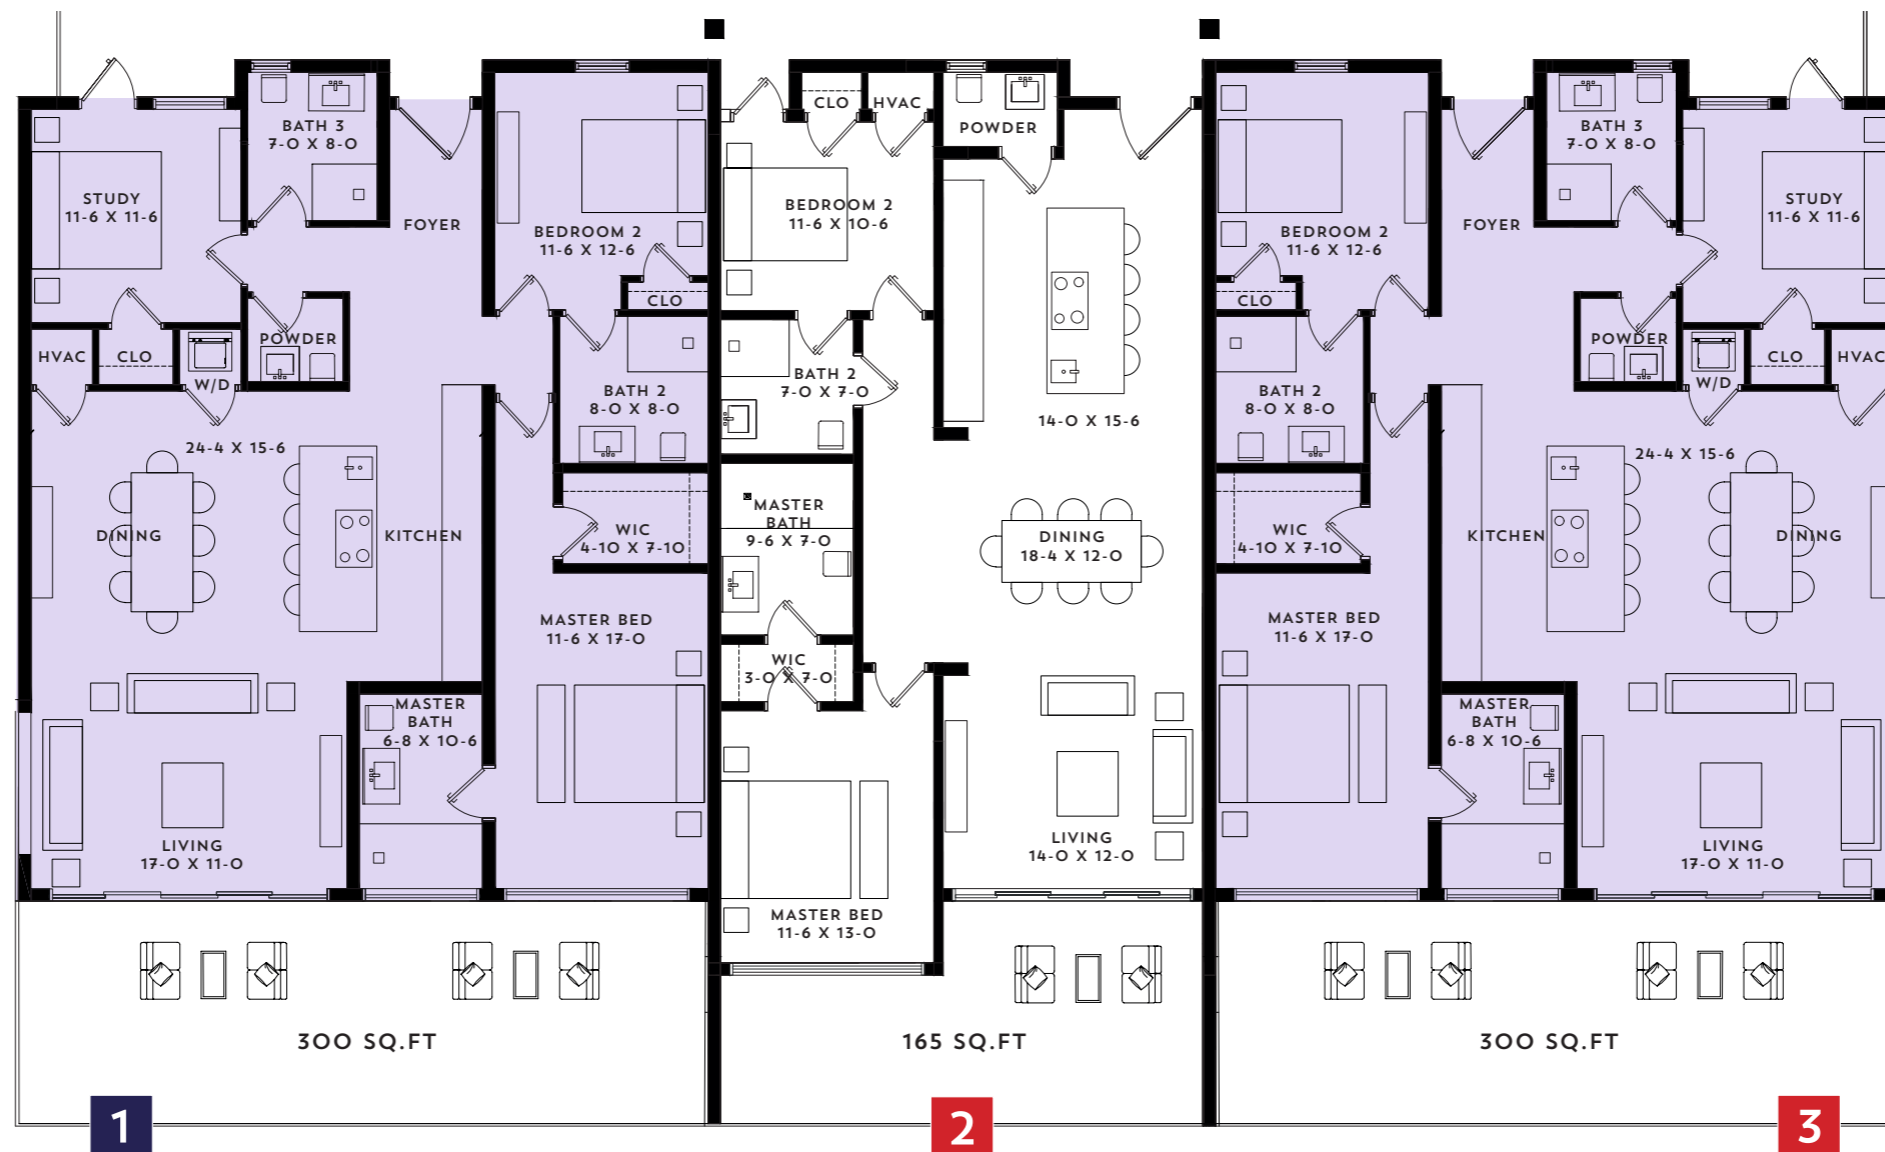 BATH 3
7-0 X 8-0
STUDY
11-6 X 11-6
FOYER
BEDROOM 2
11-6 X 12-6
CLO
HVAC
CLO
W/D
POWDER
BATH 2
8-0 X 8-0
24-4 X 15-6
DINING
KITCHEN
WIC
4-10 X 7-10
MASTER BED
11-6 X 17-0
MASTER
BATH
6-8 X 10-6
LIVING
17-0 X 11-0
300 SQ.FT
1
CLO
HVAC
POWDER
BEDROOM 2
11-6 X 10-6
BATH 2
7-0 X 7-0
14-0 X 15-6
MASTER
BATH
9-6 X 7-0
DINING
18-4 X 12-0
WIC
3-0 X 7-0
LIVING
14-0 X 12-0
MASTER BED
11-6 X 13-0
165 SQ.FT
2
BATH 3
7-0 X 8-0
STUDY
11-6 X 11-6
FOYER
BEDROOM 2
11-6 X 12-6
CLO
POWDER
W/D
CLO
HVAC
BATH 2
8-0 X 8-0
24-4 X 15-6
KITCHEN
DINING
WIC
4-10 X 7-10
MASTER BED
11-6 X 17-0
MASTER
BATH
6-8 X 10-6
LIVING
17-0 X 11-0
300 SQ.FT
3